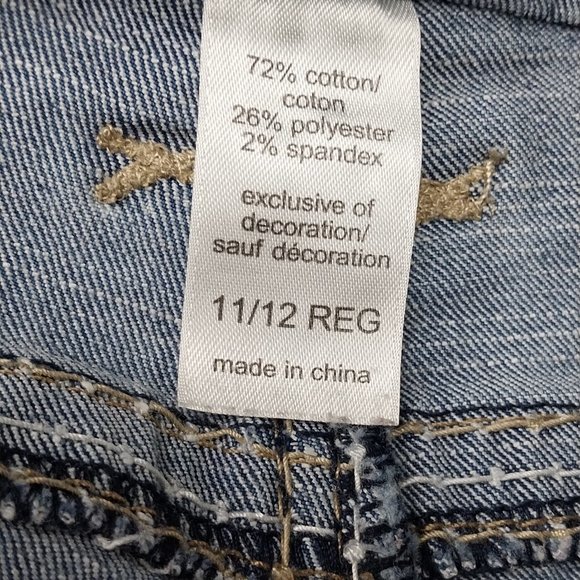 72% cotton/
coton
26% polyester
2% spandex
exclusive of
decoration/
sauf décoration
11/12 REG
made in china